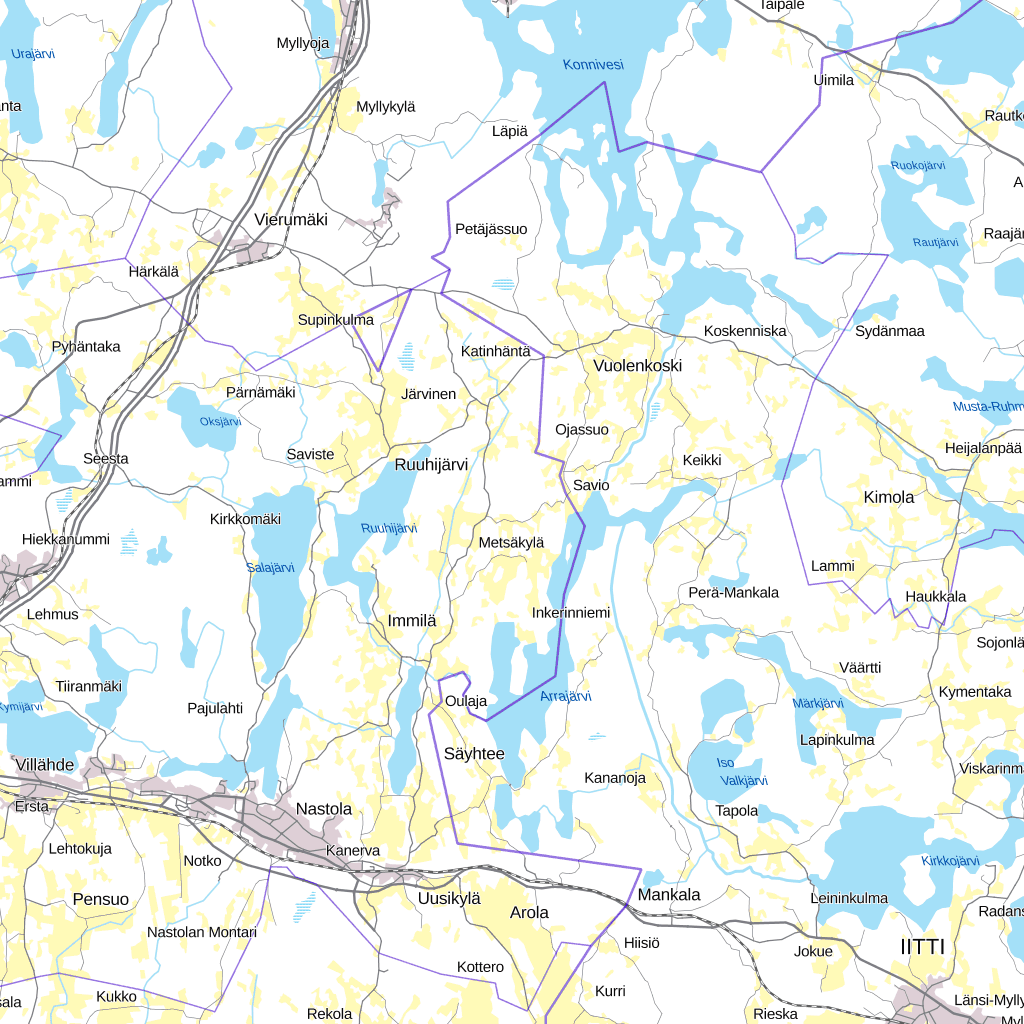 Taipale
Myllyoja
Urajärvi
Konnivesi
Uimila
Myllykylä
Läpiä
Ruokojärvi
Vierumäki
Petäjässuo
Rautjärvi
Härkälä
Supinkulma
Koskenniska
Sydänmaa
Pyhäntaka
Katinhäntä
Vuolenkoski
Pärnämäki
Järvinen
Musta-Ruhm
Oksjärvi
Ojassuo
Heijalanpää
Saviste
Seesta
Ruuhijärvi
Keikki
Savio
Kimola
Kirkkomäki
Ruuhijärvi
Hiekkanummi
Metsäkylä
Salajärvi
Lammi
Perä-Mankala
Haukkala
Lehmus
Inkerinniemi
Immilä
Sojonlä
Väärtti
Tiiranmäki
Kymentaka
Arrajärvi
Oulaja
Märkjärvi
Kymijärvi
Pajulahti
Lapinkulma
Säyhtee
Villähde
Iso
Valkjärvi
Viskarinm
Kananoja
Ersta
Nastola
Tapola
Lehtokuja
Kanerva
Notko
Kirkkojärvi
Pensuo
Uusikylä
Mankala
Leininkulma
Arola
Radans
Nastolan Montari
Hiisiö
IITTI
Jokue
Kottero
Kukko
Kurri
Länsi-Mylly
Rekola
Rieska